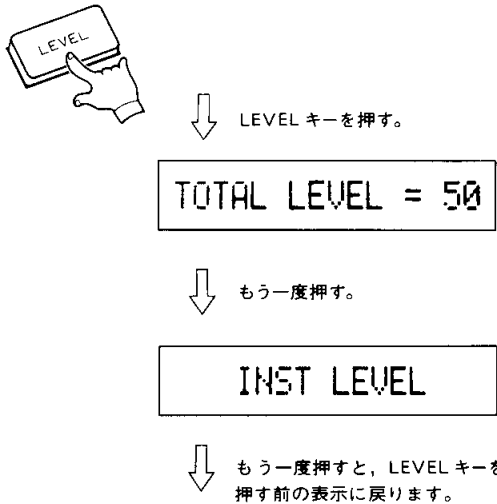 LEVEL
LEVEL キーを押す。
TOTAL LEVEL = 50
もう一度押す。
INST LEVEL
もう一度押すと, LEVEL キーを
押す前の表示に戻ります。